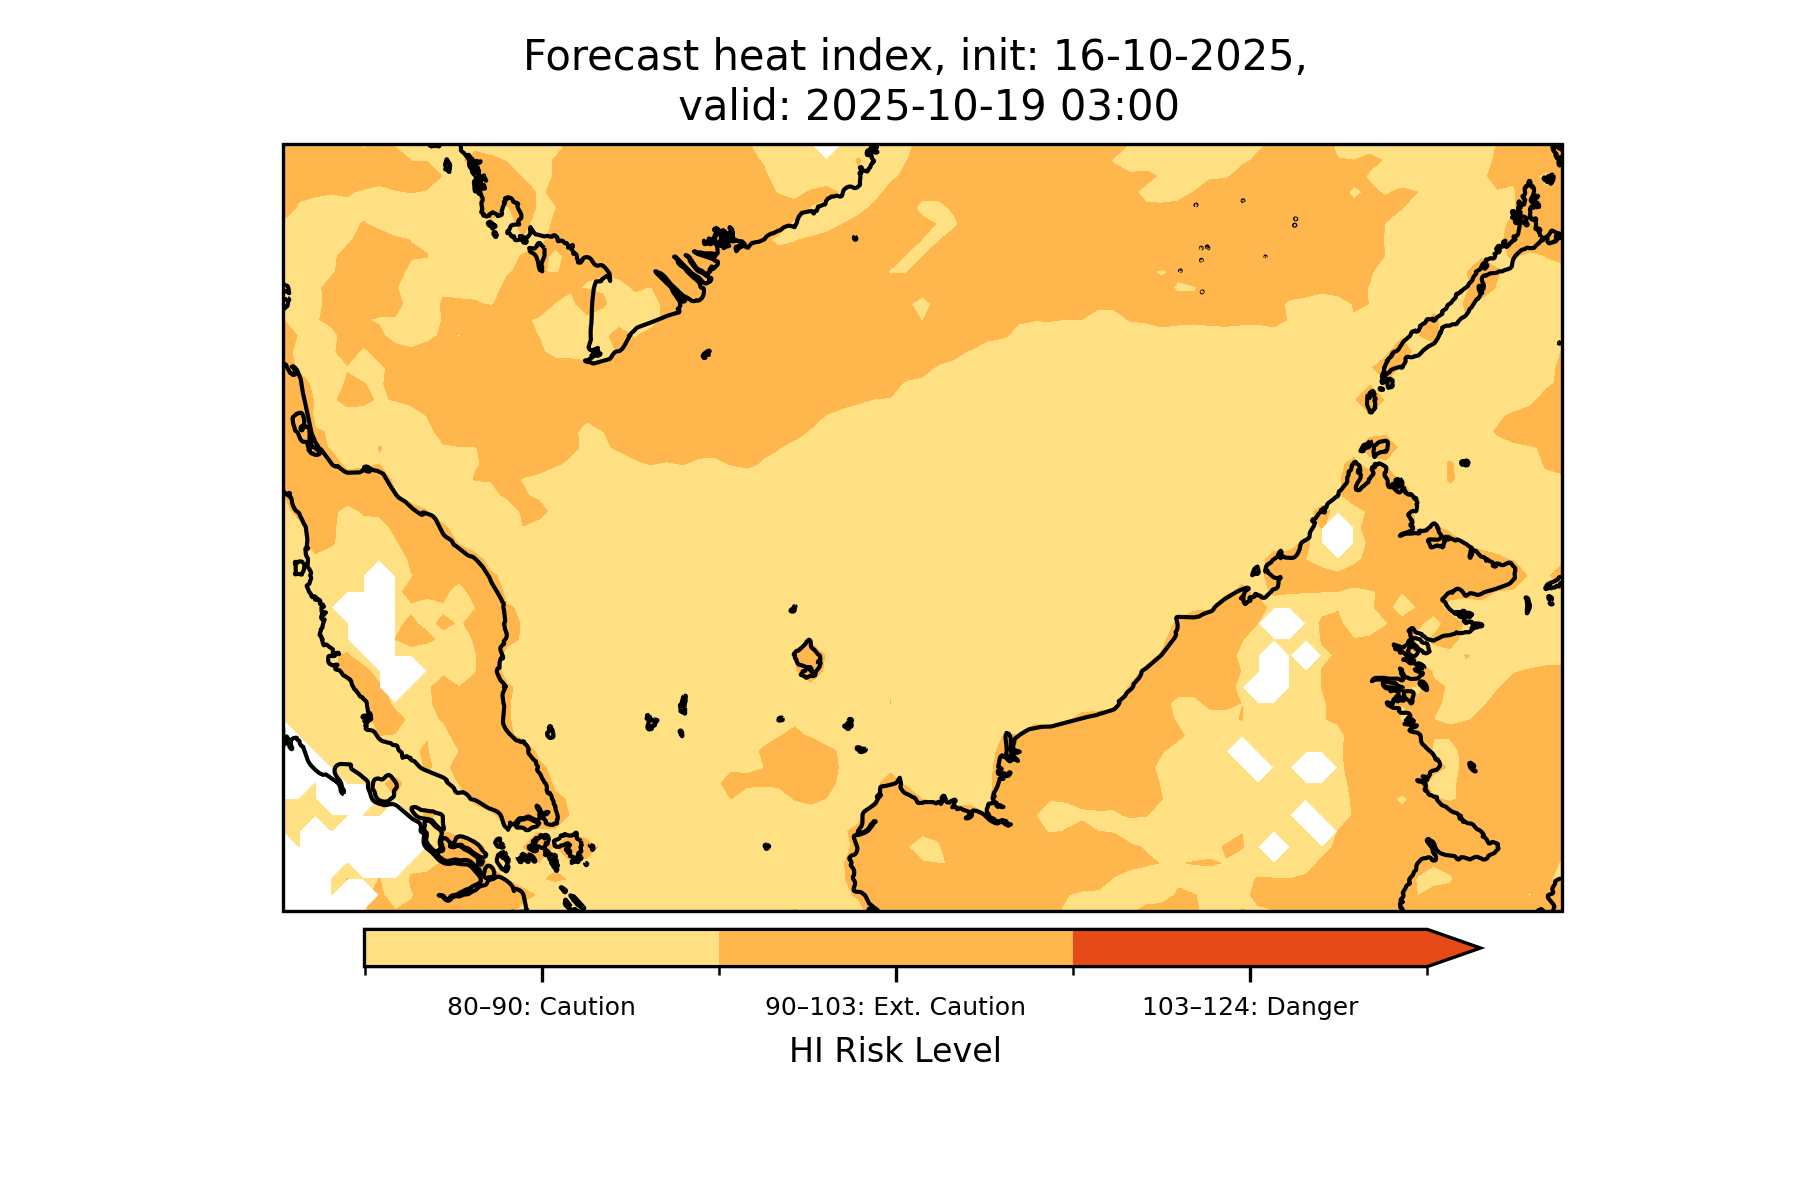 Forecast heat index, init: 16-10-2025,
valid: 2025-10-19 03:00
80–90: Caution
90–103: Ext. Caution
103–124: Danger
HI Risk Level